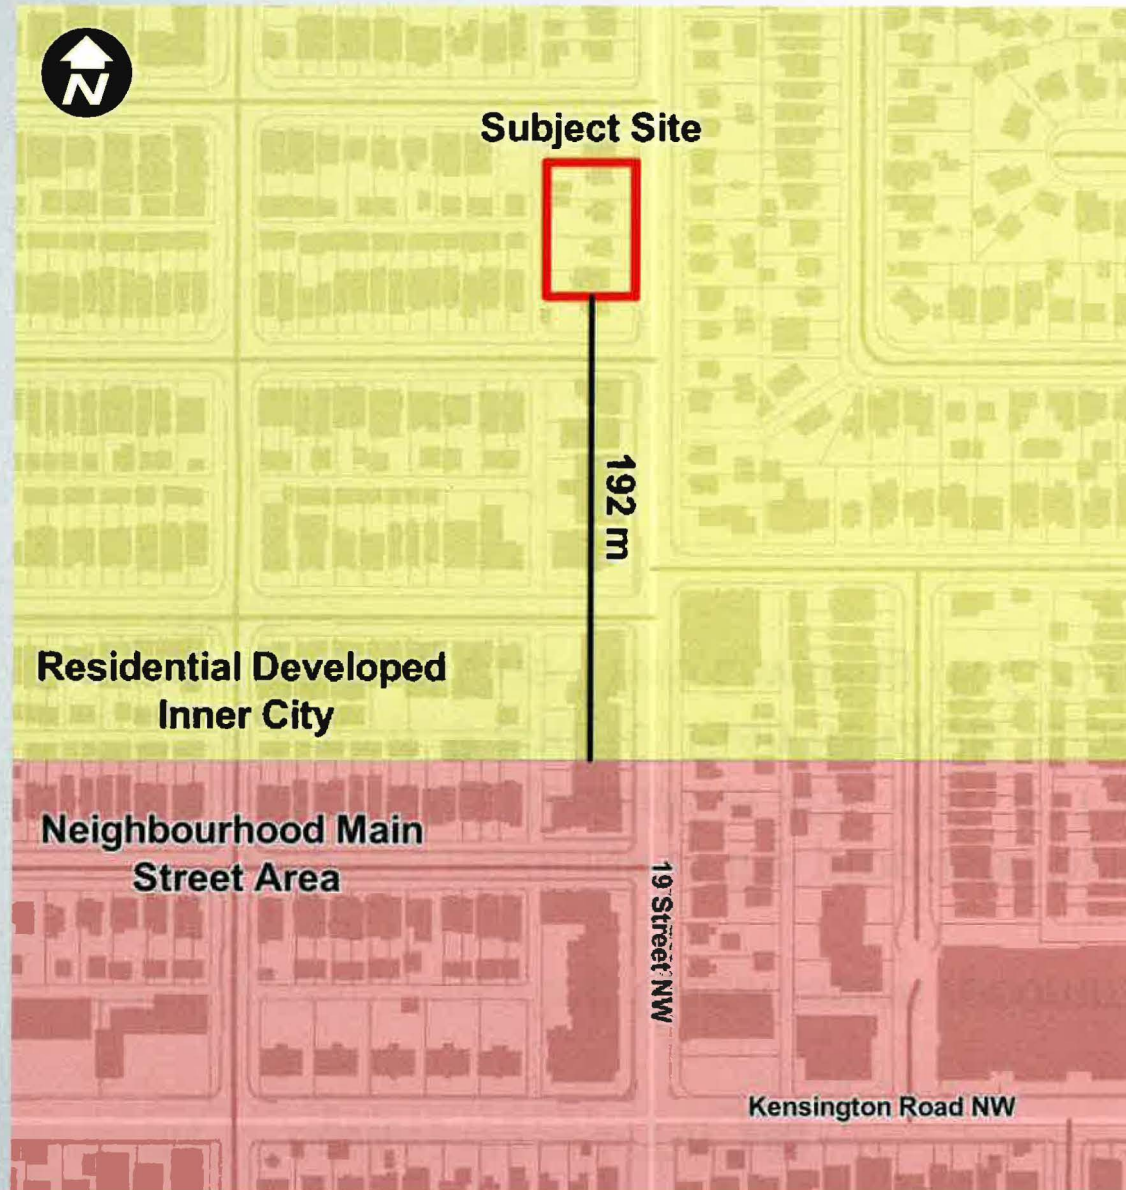 N
Subject Site
192 m
Residential Developed
Inner City
Neighbourhood Main
Street Area
19 Street NW
Kensington Road NW